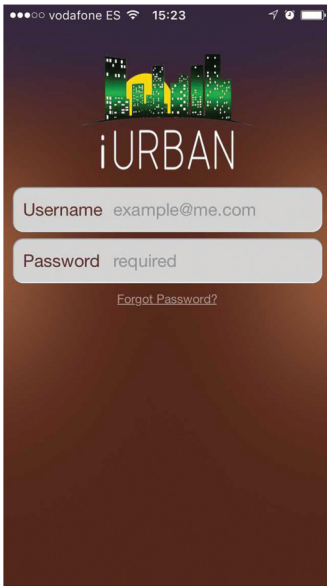 vodafone ES 15:23
iURBAN
Username example@me.com
Password required
Forgot Password?